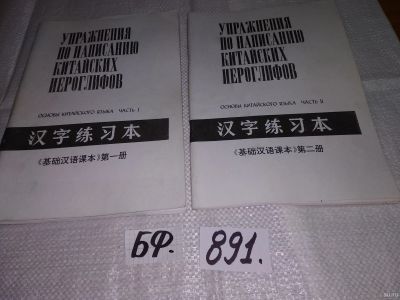 УПРАЖНЕНИЯ
ПО НАПИСАНИЮ
КИТАЙСКИХ
ИЕРОГЛИФОВ
ОСНОВЫ КИТАЙСКОГО ЯЗЫКА ЧАСТЬ I
汉字练习本
《基础汉语课本》第一册
УПРАЖНЕНИЯ
ПО НАПИСАНИЮ
КИТАЙСКИХ
ИЕРОГЛИФОВ
ОСНОВЫ КИТАЙСКОГО ЯЗЫКА ЧАСТЬ II
汉字练习本
《基础汉语课本》第二册
БФ. 891.